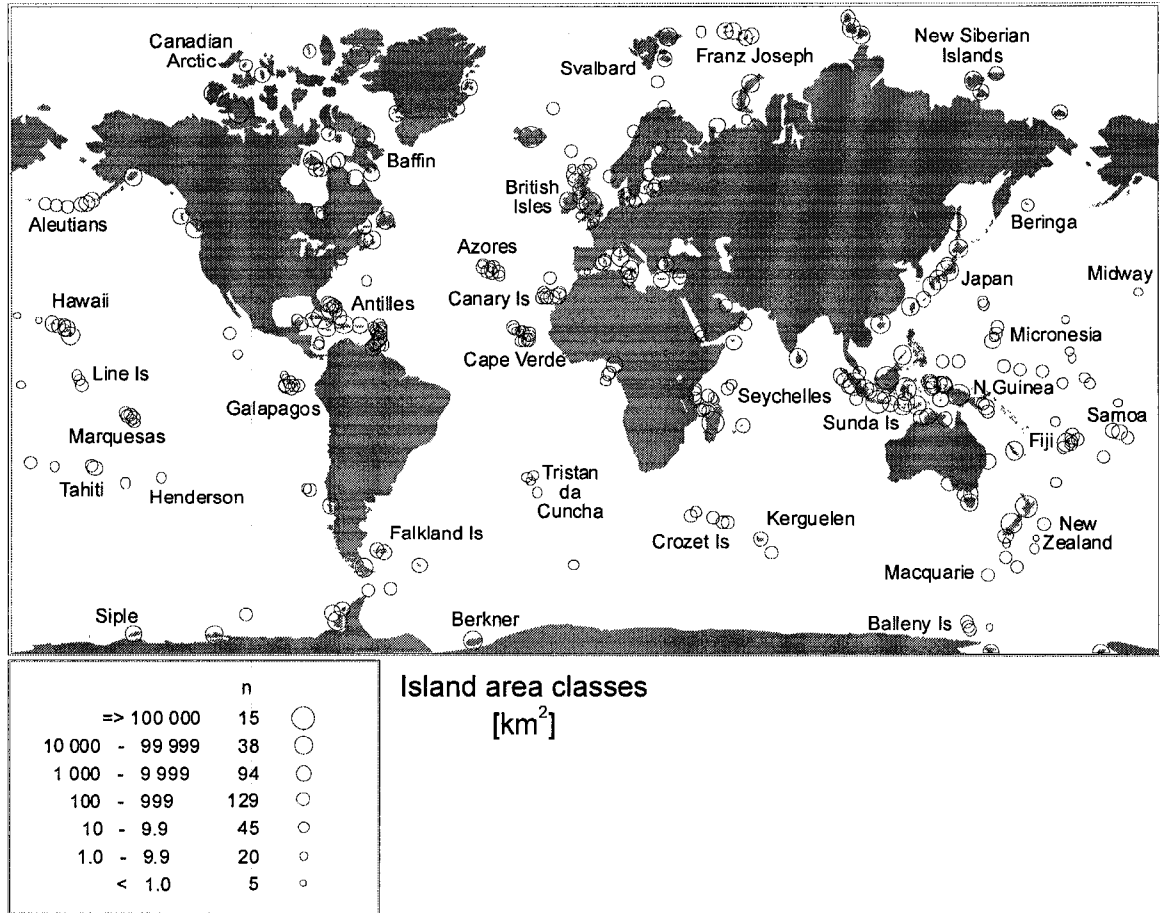 Canadian
Arctic
Svalbard
Franz Joseph
New Siberian
Islands
Baffin
British
Isles
Aleutians
Beringa
Azores
Japan
Midway
Hawaii
Antilles
Canary Is
Micronesia
Cape Verde
Line Is
Galapagos
Seychelles
N.Guinea
Sunda Is
Marquesas
Samoa
Fiji
Tahiti
Henderson
Tristan
da
Cuncha
Falkland Is
Crozet Is
Kerguelen
New
Zealand
Macquarie
Siple
Berkner
Balleny Is
n
=> 100 000 15
10 000 - 99 999 38
1 000 - 9 999 94
100 - 999 129
10 - 9.9 45
1.0 - 9.9 20
< 1.0 5
Island area classes
[km²]